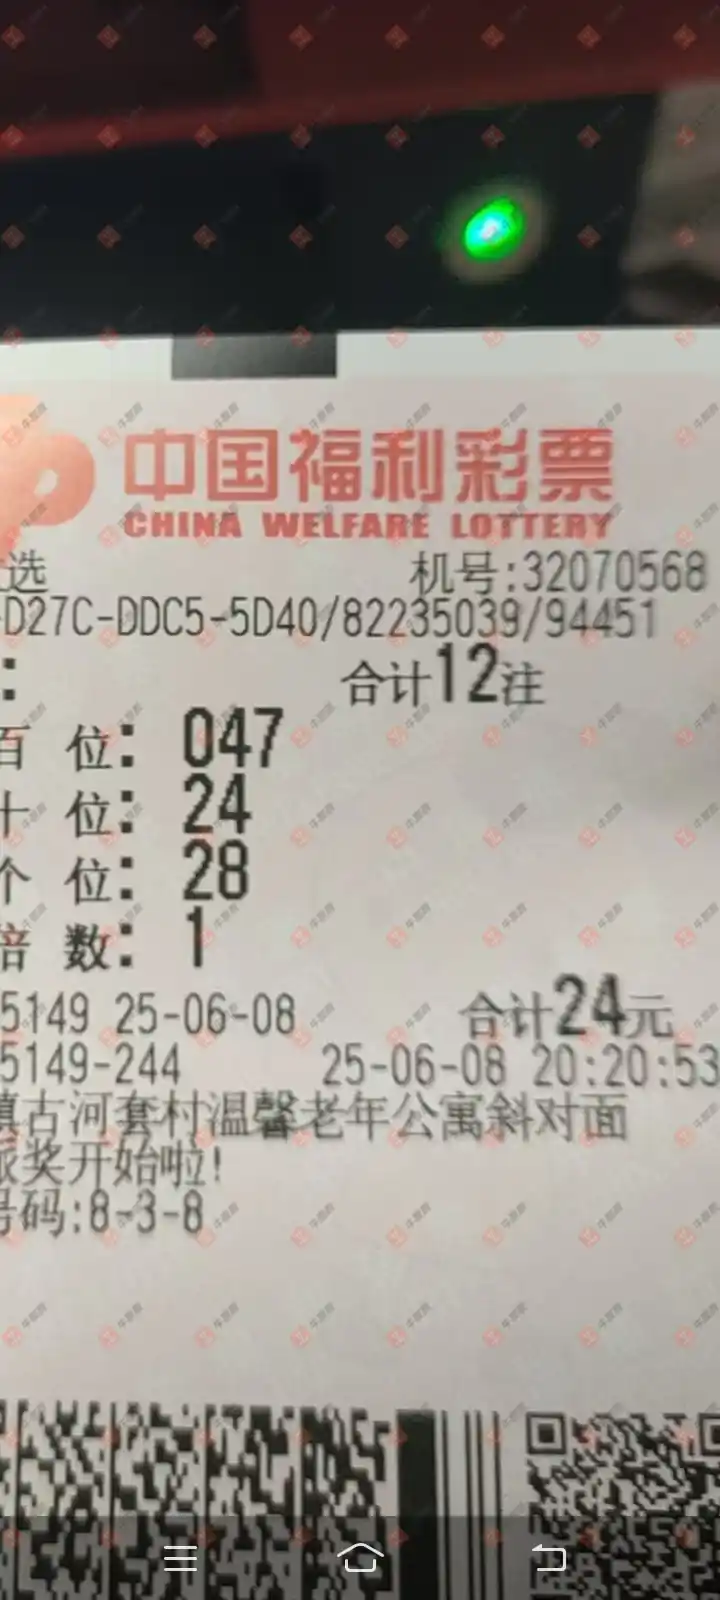 中国福利彩票
CHINA WELFARE LOTTERY
选 机号:32070568
-D27C-DDC5-5D40/82235039/94451
: 合计12注
百 位: 047
十 位: 24
个 位: 28
倍 数: 1
5149 25-06-08 合计24元
5149-244 25-06-08 20:20:53
镇古河套村温馨老年公寓斜对面
派奖开始啦!
号码:8-3-8